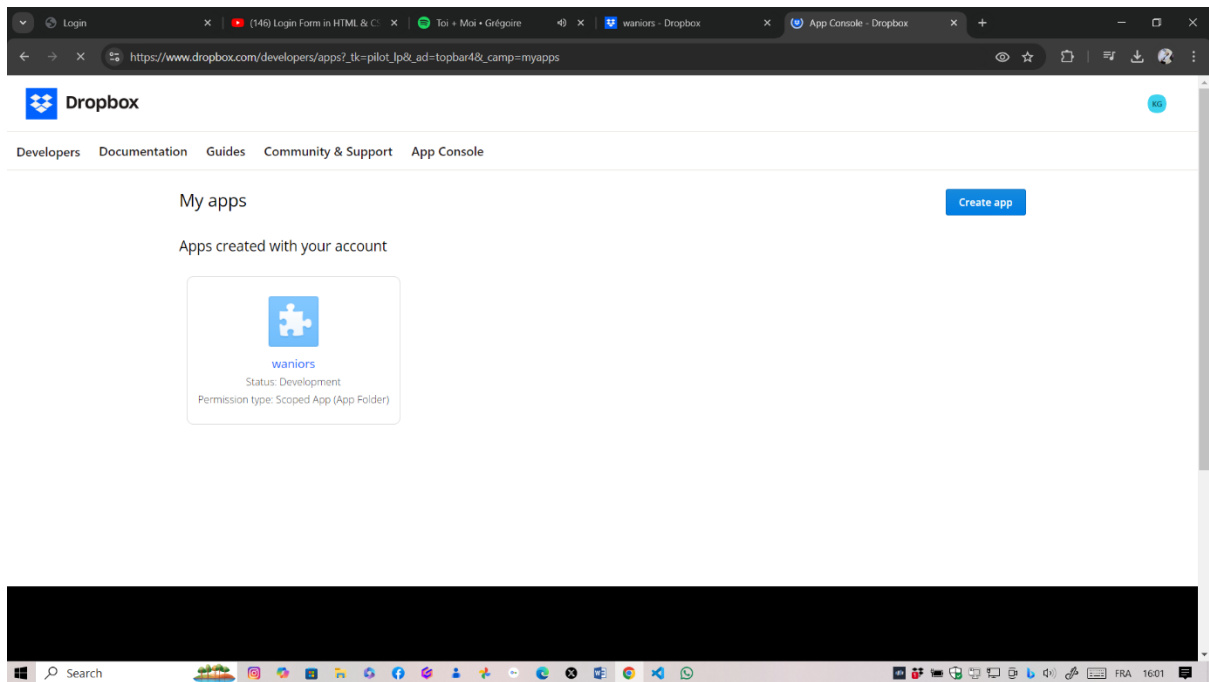 Login
(146) Login Form in HTML & C
Toi + Moi • Grégoire
waniors - Dropbox
App Console - Dropbox
https://www.dropbox.com/developers/apps?_tk=pilot_lp&_ad=topbar4&_camp=myapps
Dropbox
KG
Developers Documentation Guides Community & Support App Console
My apps
Create app
Apps created with your account
waniors
Status: Development
Permission type: Scoped App (App Folder)
Search
FRA 16:01